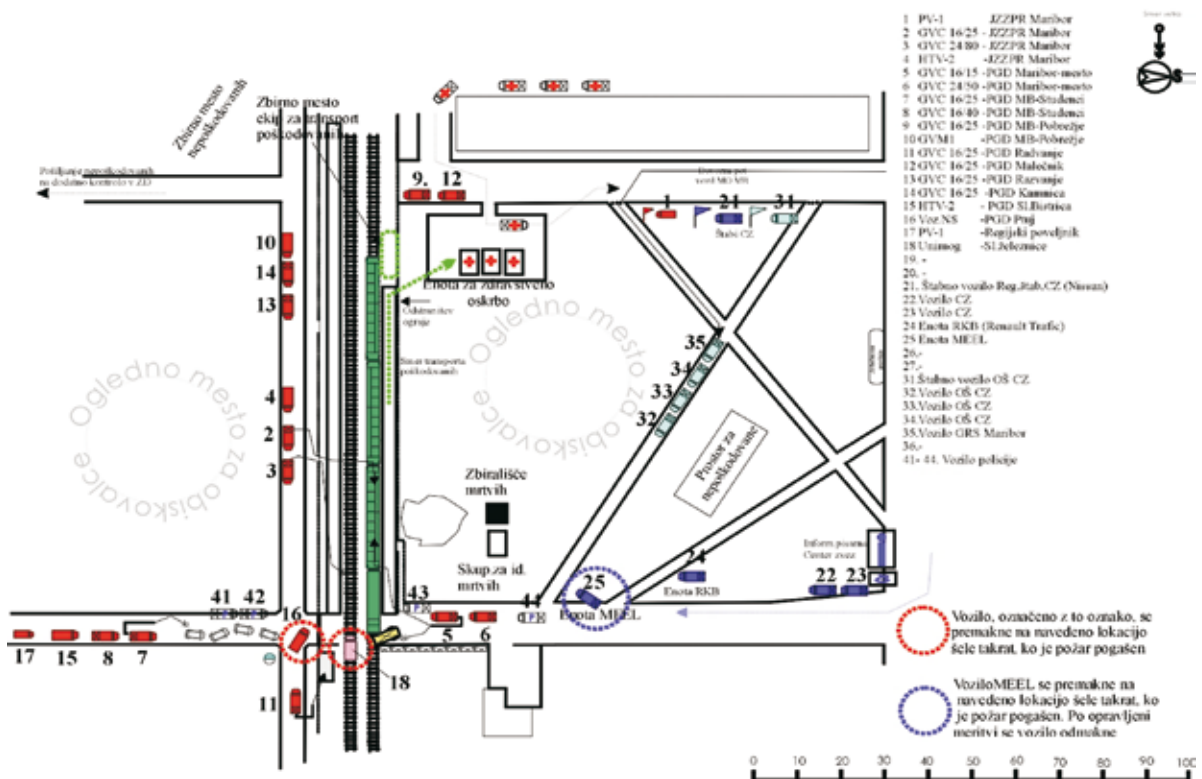 1 PV-1 JZZPR Maribor
2 GVC 16/25 - JZZPR Maribor
3 GVC 24/80 - JZZPR Maribor
4 HTV-2 -JZZPR Maribor
5 GVC 16/15 -PGD Maribor-mesto
6 GVC 24/50 -PGD Maribor-mesto
7 GVC 16/25 -PGD MB-Studenci
8 GVC 16/40 -PGD MB-Studenci
9 GVC 16/25 -PGD MB-Pobrežje
10 GVM1 -PGD MB-Pobrežje
11 GVC 16/25 -PGD Radvanje
12 GVC 16/25 -PGD Malečnik
13 GVC 16/25 -PGD Razvanje
14 GVC 16/25 -PGD Kamnica
15 HTV-2 - PGD Sl.Bistrica
16 Voz.NS -PGD Ptuj
17 PV-1 -Regijski poveljnik
18 Unimog -Sl.železnice
19. -
20. -
21. Štabno vozilo Reg.štab.CZ (Nissan)
22 Vozilo CZ
23 Vozilo CZ
24 Enota RKB (Renault Trafic)
25 Enota MEEL
26.-
27.-
31.Štabno vozilo OŠ CZ
32.Vozilo OŠ CZ
33.Vozilo OŠ CZ
34.Vozilo OŠ CZ
35.Vozilo GRS Maribor
36.-
41- 44. Vozilo policije
S
Zbirno mesto
nepoškodovanih
Zbirno mesto
ekip za transport
poškodovanih
Pošiljanje nepoškodovanih
na dodatno kontrolo v ZD
9.
12
1
21
31
Štabi CZ
10
14
13
Enota za zdravstveno
oskrbo
Odstranitev
ograje
Smer transporta
poškodovanih
Ogledno mesto za obiskovalce
Ogledno mesto za obiskovalce
35
34
33
32
4
2
3
Prostor za
nepoškodovane
Zbirališče
mrtvih
Skup.za id.
mrtvih
Center zvez
24
Enota RKB
22
23
25
Enota MEEL
41
42
43
44
16
17
15
8
7
5
6
18
11
Vozilo, označeno z to oznako, se
premakne na navedeno lokacijo
šele takrat, ko je požar pogašen
VoziloMEEL se premakne na
navedeno lokacijo šele takrat, ko
je požar pogašen. Po opravljeni
meritvi se vozilo odmakne
0 10 20 30 40 50 60 70 80 90 100